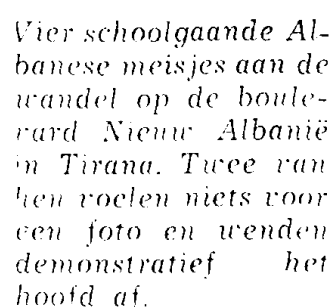 Vier schoolgaande Al-
banese meisjes aan de
wandel op de boule-
vard Nieuw Albanië
in Tirana. Twee van
hen voelen niets voor
een foto en wenden
demonstratief het
hoofd af.